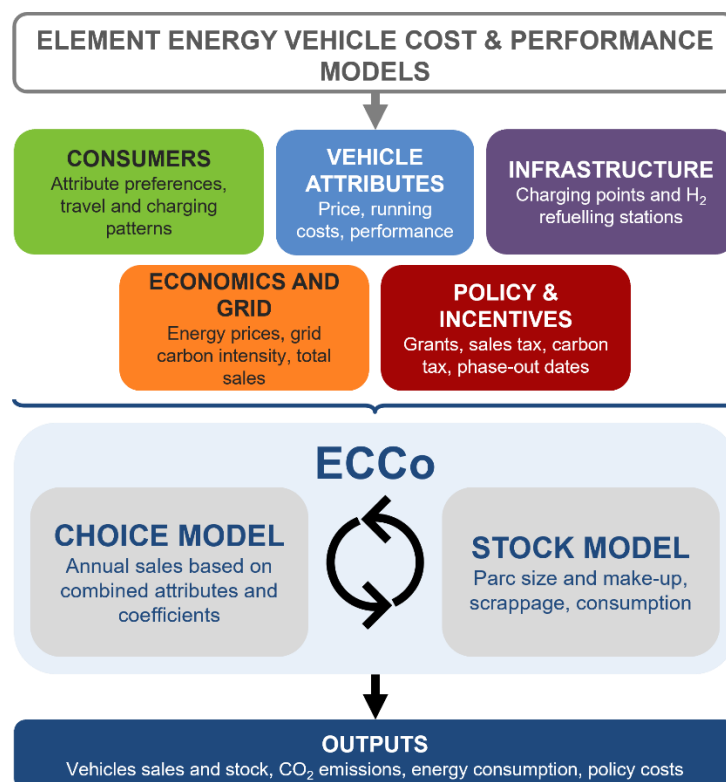 ELEMENT ENERGY VEHICLE COST & PERFORMANCE
MODELS
CONSUMERS
Attribute preferences,
travel and charging
patterns
VEHICLE
ATTRIBUTES
Price, running
costs, performance
INFRASTRUCTURE
Charging points and H₂
refuelling stations
ECONOMICS AND
GRID
Energy prices, grid
carbon intensity, total
sales
POLICY &
INCENTIVES
Grants, sales tax, carbon
tax, phase-out dates
ECCo
CHOICE MODEL
Annual sales based on
combined attributes and
coefficients
STOCK MODEL
Parc size and make-up,
scrappage, consumption
OUTPUTS
Vehicles sales and stock, CO₂ emissions, energy consumption, policy costs